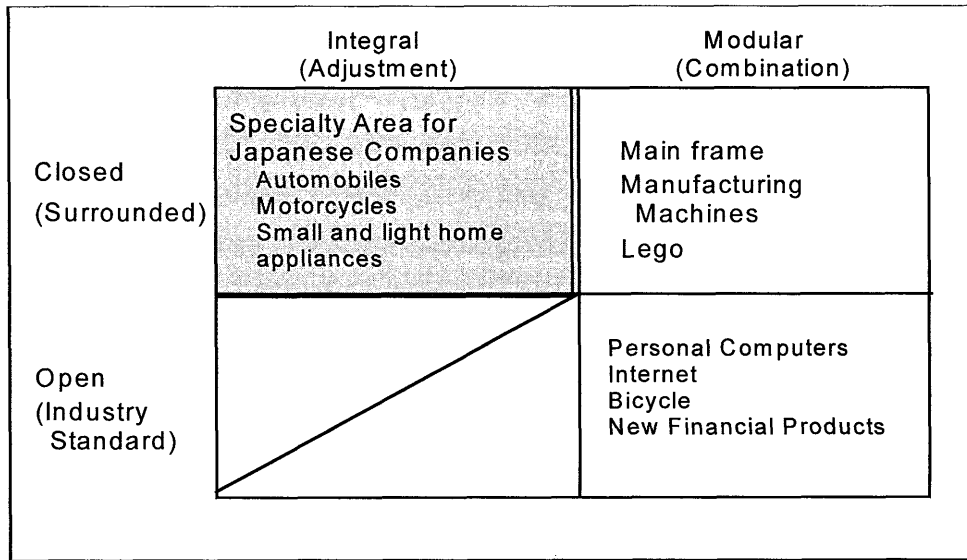 Integral
(Adjustment)
Modular
(Combination)
Closed
(Surrounded)
Specialty Area for
Japanese Companies
Automobiles
Motorcycles
Small and light home
appliances
Main frame
Manufacturing
Machines
Lego
Open
(Industry
Standard)
Personal Computers
Internet
Bicycle
New Financial Products